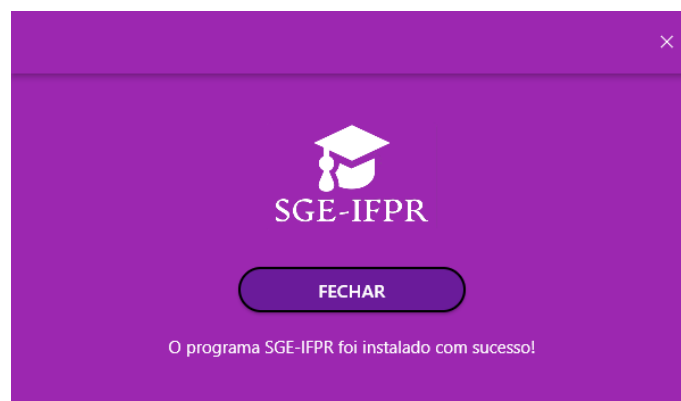 SGE-IFPR
FECHAR
O programa SGE-IFPR foi instalado com sucesso!